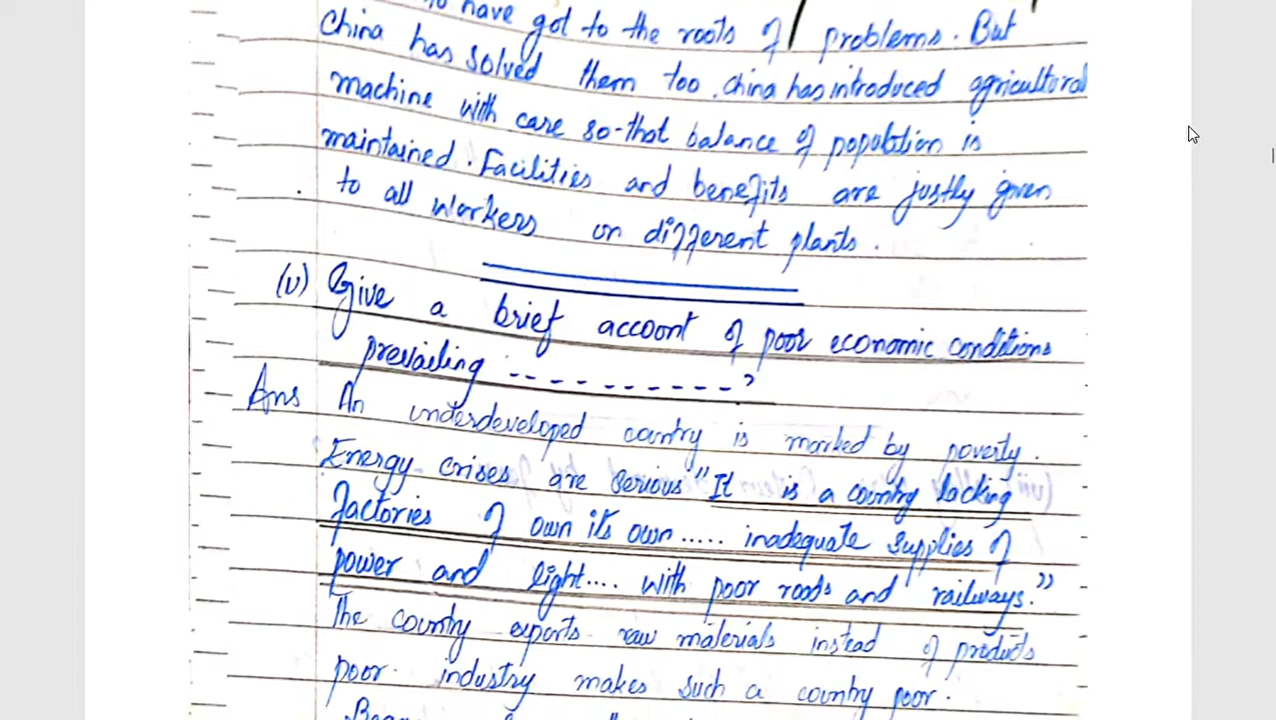 to have got to the roots of problems. But
China has solved them too. China has introduced agricultural
machine with care so-that balance of population is
maintained. Facilities and benefits are justly given
to all workers on different plants.
(v) Give a brief account of poor economic conditions
prevailing - - - - - - - - - - ?
Ans An underdeveloped country is marked by poverty.
Energy crises are serious "It is a country lacking
factories of own its own ..... inadequate supplies of
power and light .... with poor roads and railways."
The country exports raw materials instead of products
poor industry makes such a country poor.